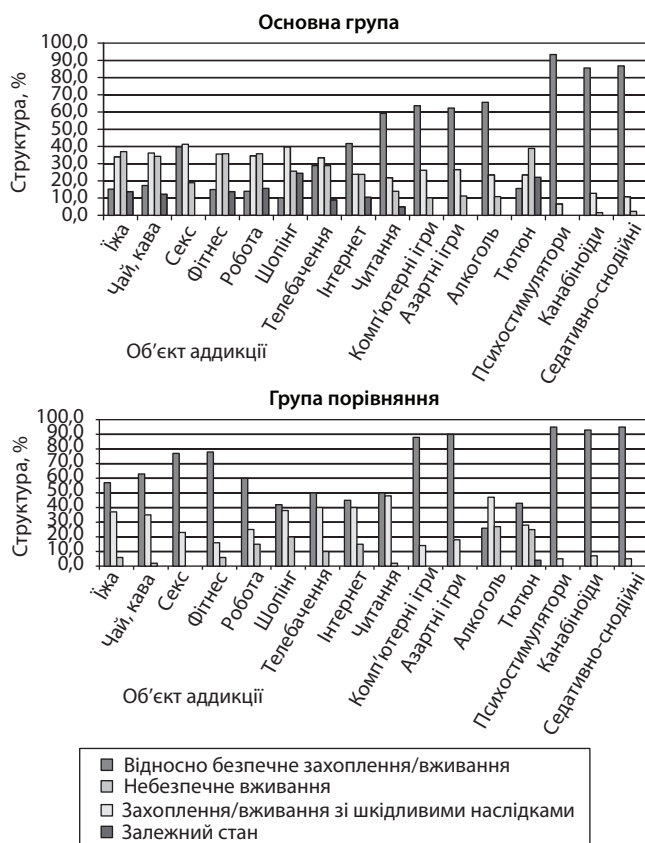 Основна група
Структура, %
100,0
90,0
80,0
70,0
60,0
50,0
40,0
30,0
20,0
10,0
0,0
Їжа
Чай, кава
Секс
Фітнес
Робота
Шопінг
Телебачення
Інтернет
Читання
Комп’ютерні ігри
Азартні ігри
Алкоголь
Тютюн
Психостимулятори
Канабіноїди
Седативно-снодійні
Об’єкт аддикції
Група порівняння
Структура, %
100,0
90,0
80,0
70,0
60,0
50,0
40,0
30,0
20,0
10,0
0,0
Їжа
Чай, кава
Секс
Фітнес
Робота
Шопінг
Телебачення
Інтернет
Читання
Комп’ютерні ігри
Азартні ігри
Алкоголь
Тютюн
Психостимулятори
Канабіноїди
Седативно-снодійні
Об’єкт аддикції
Відносно безпечне захоплення/вживання
Небезпечне вживання
Захоплення/вживання зі шкідливими наслідками
Залежний стан